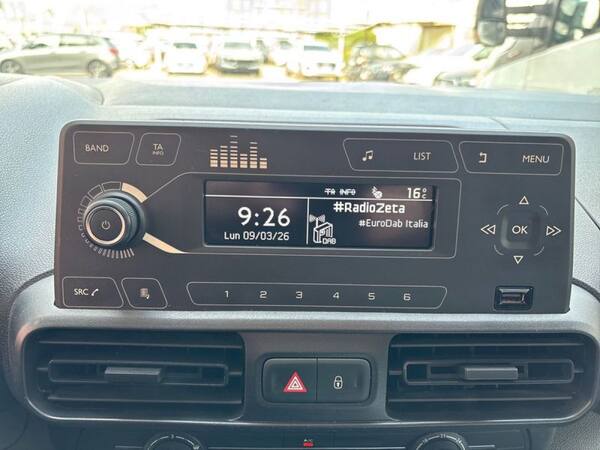 BAND
TA
INFO
LIST
MENU
TA INFO 16°C
9:26
Lun 09/03/26
#RadioZeta
#EuroDab Italia
DAB
OK
SRC
1 2 3 4 5 6